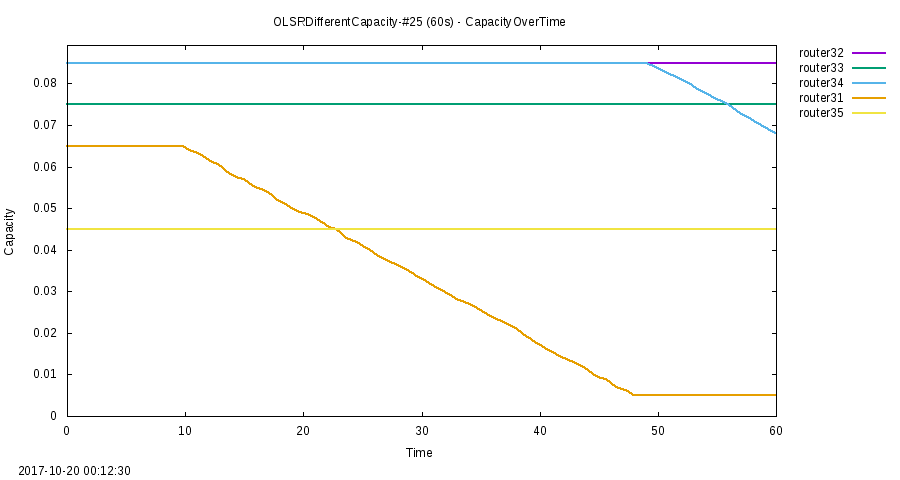 OLSRDifferentCapacity-#25 (60s) - CapacityOverTime
router32
router33
router34
router31
router35
0.08
0.07
0.06
0.05
0.04
0.03
0.02
0.01
0
Capacity
0 10 20 30 40 50 60
Time
2017-10-20 00:12:30